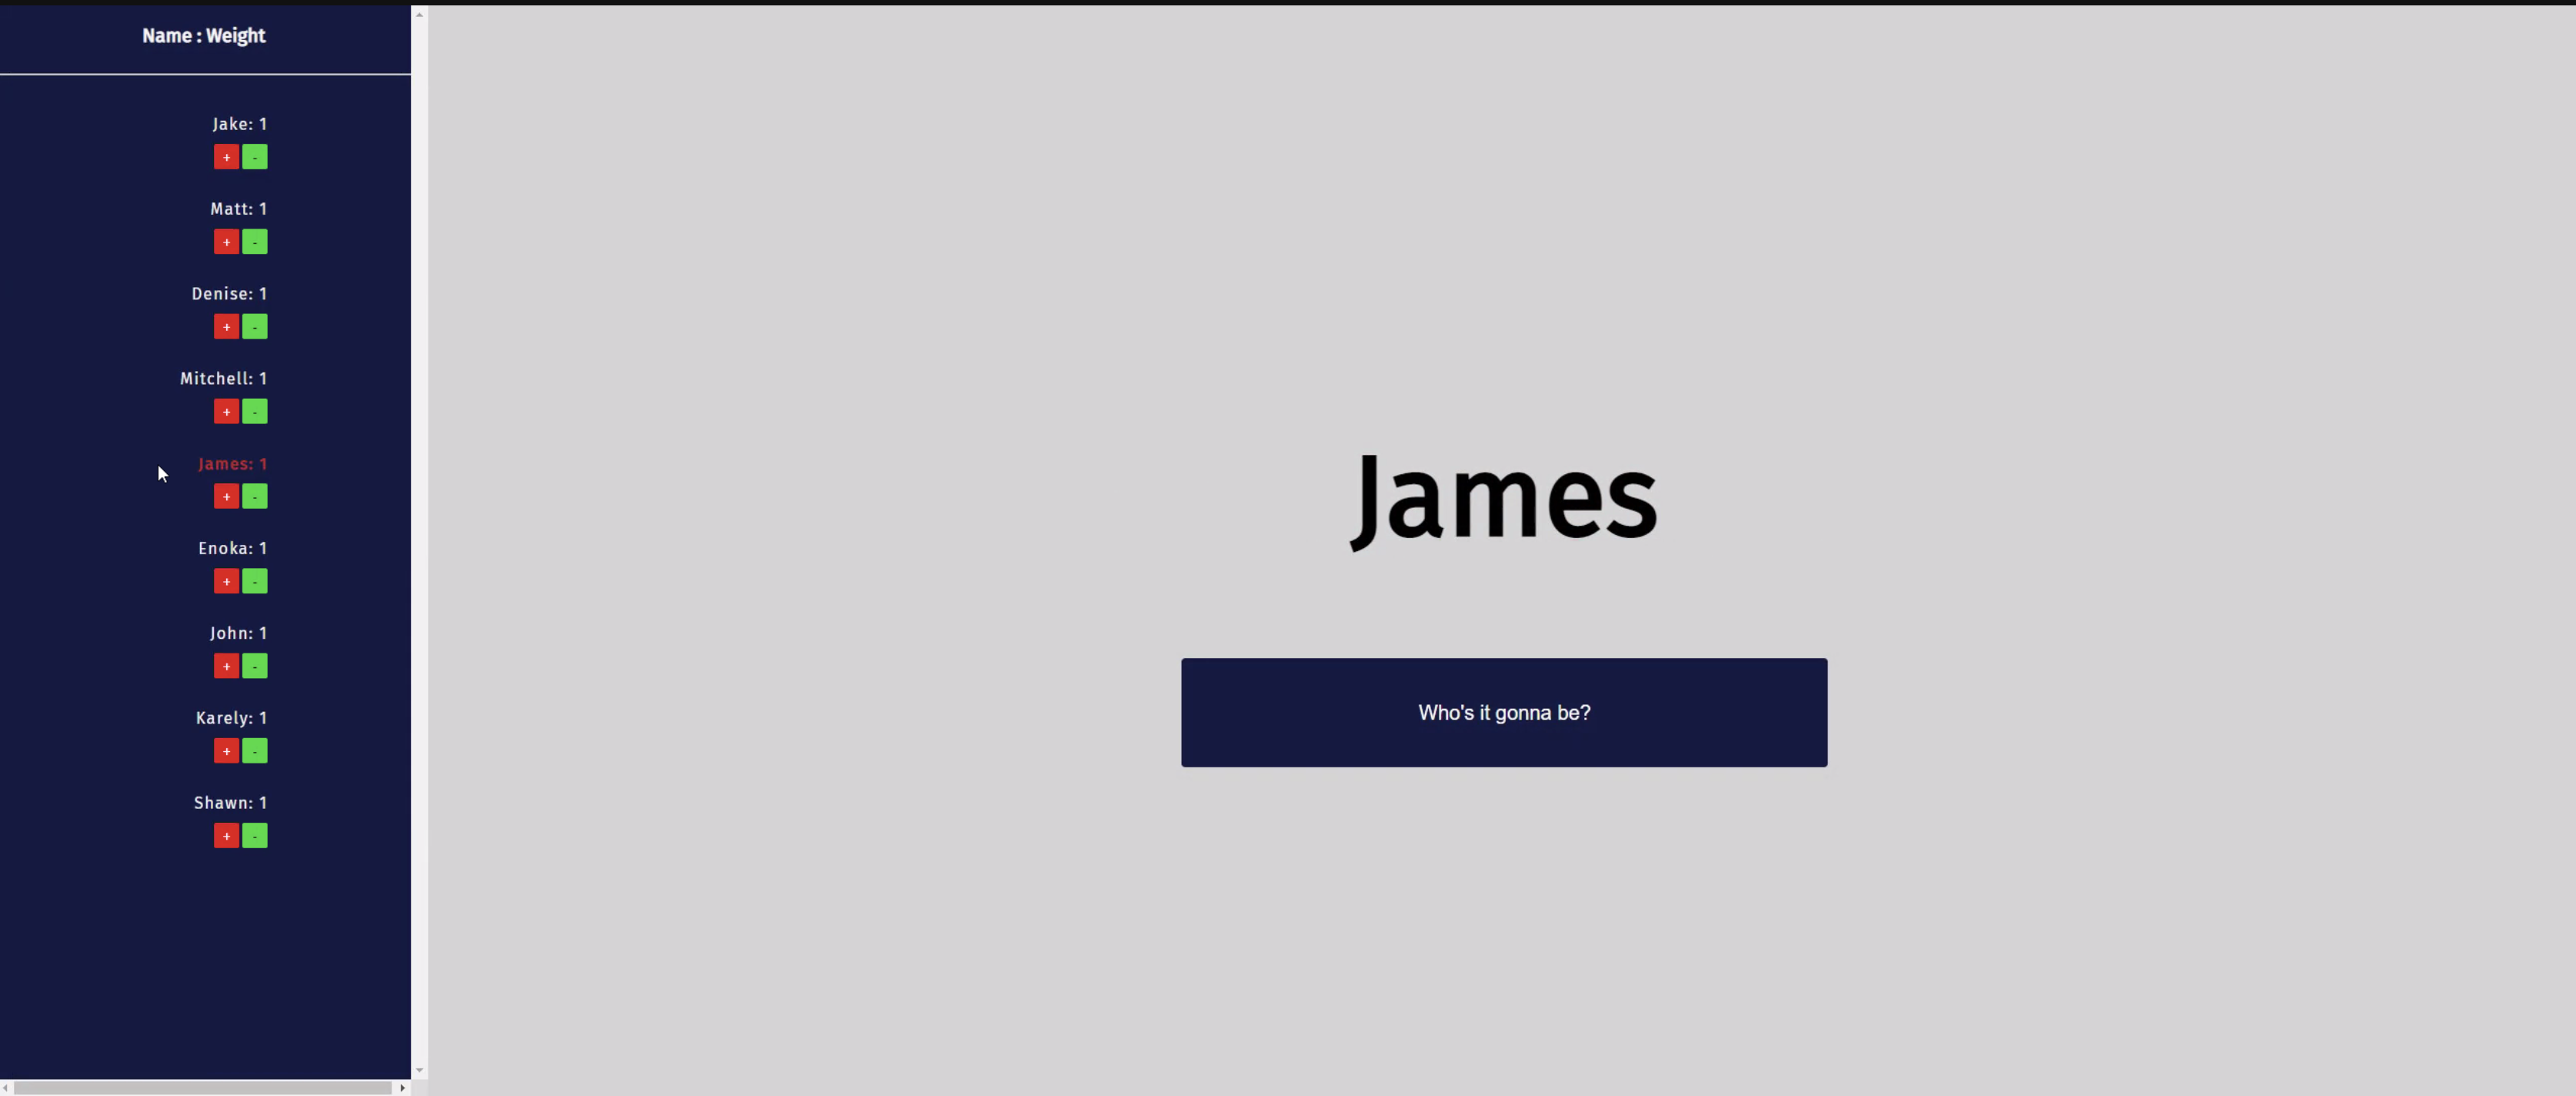 Name : Weight
Jake: 1
+ -
Matt: 1
+ -
Denise: 1
+ -
Mitchell: 1
+ -
James: 1
+ -
Enoka: 1
+ -
John: 1
+ -
Karely: 1
+ -
Shawn: 1
+ -
James
Who's it gonna be?